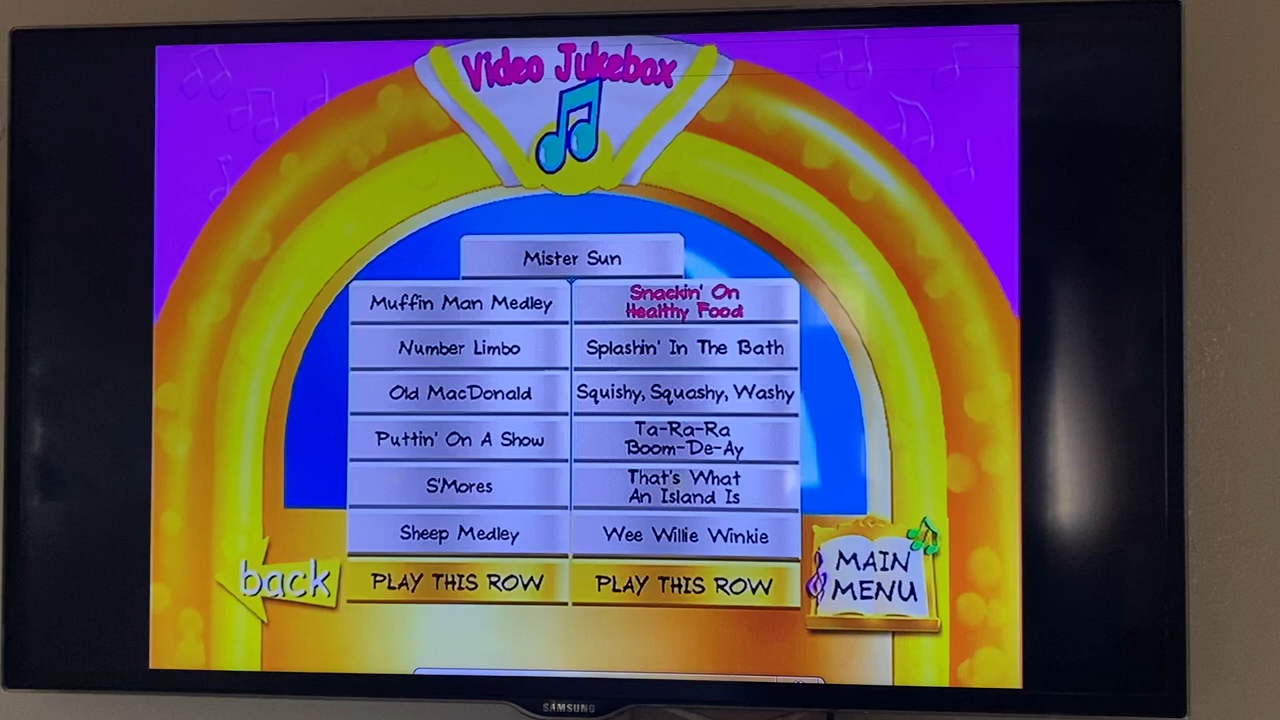 Video Jukebox
Mister Sun
Muffin Man Medley
Number Limbo
Old MacDonald
Puttin' On A Show
S'Mores
Sheep Medley
PLAY THIS ROW
Snackin' On
Healthy Food
Splashin' In The Bath
Squishy, Squashy, Washy
Ta-Ra-Ra
Boom-De-Ay
That's What
An Island Is
Wee Willie Winkie
PLAY THIS ROW
back
MAIN
MENU
SAMSUNG